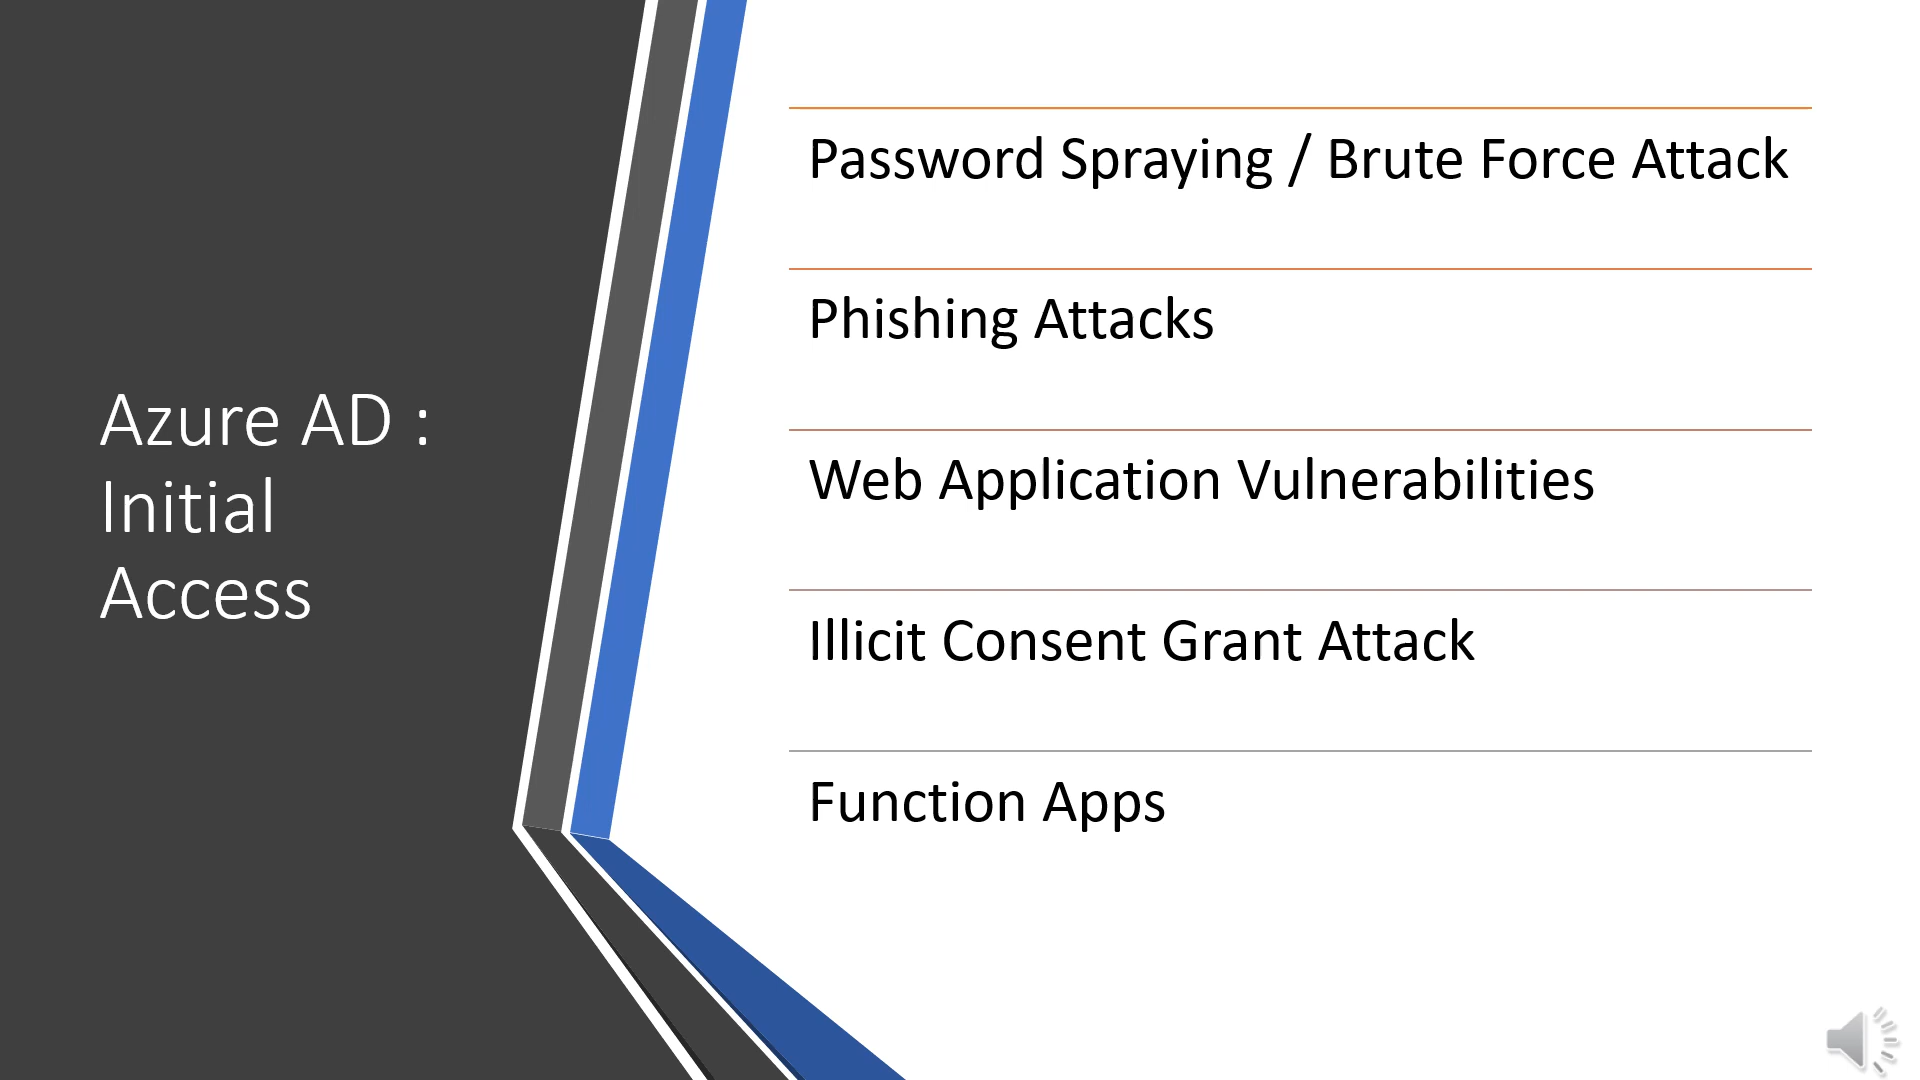 Azure AD :
Initial
Access
Password Spraying / Brute Force Attack
Phishing Attacks
Web Application Vulnerabilities
Illicit Consent Grant Attack
Function Apps